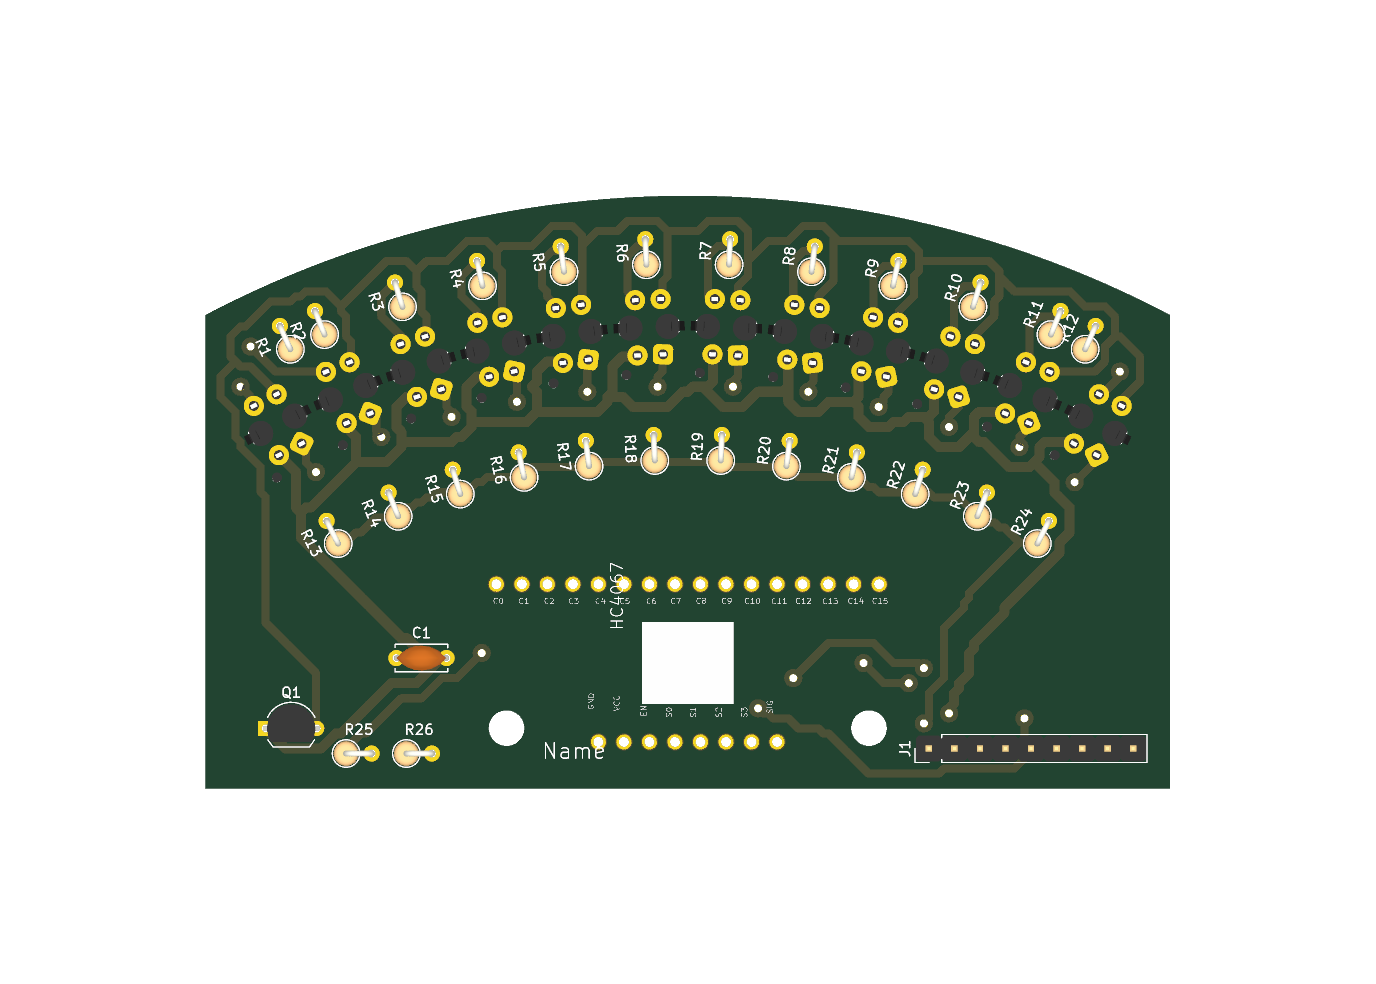 R6
R7
R5
R8
R4
R9
R3
R10
R2
R11
R1
R12
R18
R19
R17
R20
R16
R21
R15
R22
R14
R23
R13
R24
HC4067
C0 C1 C2 C3 C4 C5 C6 C7 C8 C9 C10 C11 C12 C13 C14 C15
C1
Q1
GND VCC EN S0 S1 S2 S3 SIG
R25 R26
Name
J1